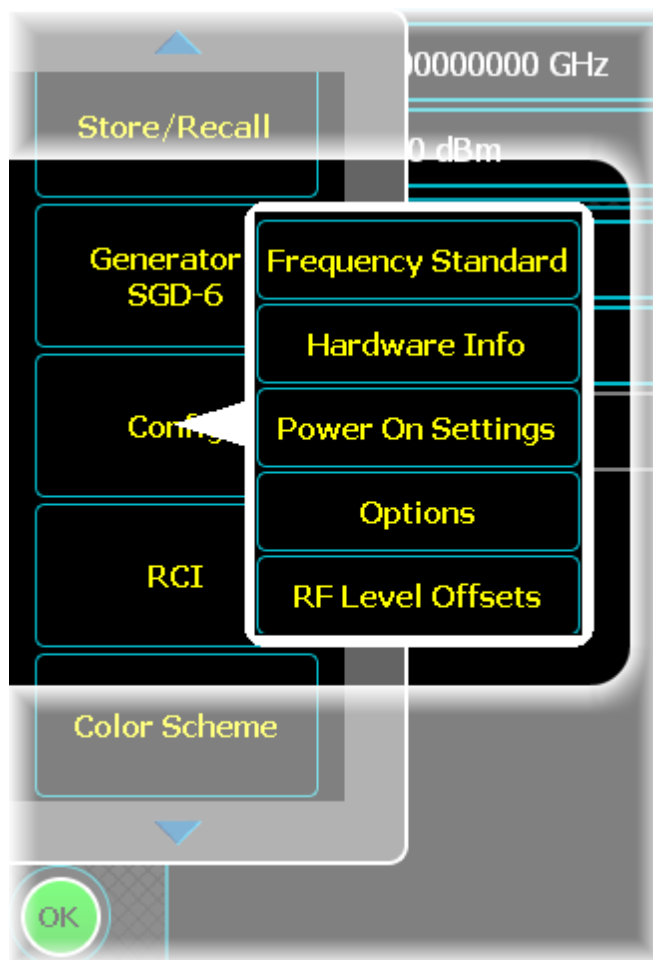 Store/Recall
Generator
SGD-6
Config
RCI
Color Scheme
Frequency Standard
Hardware Info
Power On Settings
Options
RF Level Offsets
00000000 GHz
0 dBm
OK